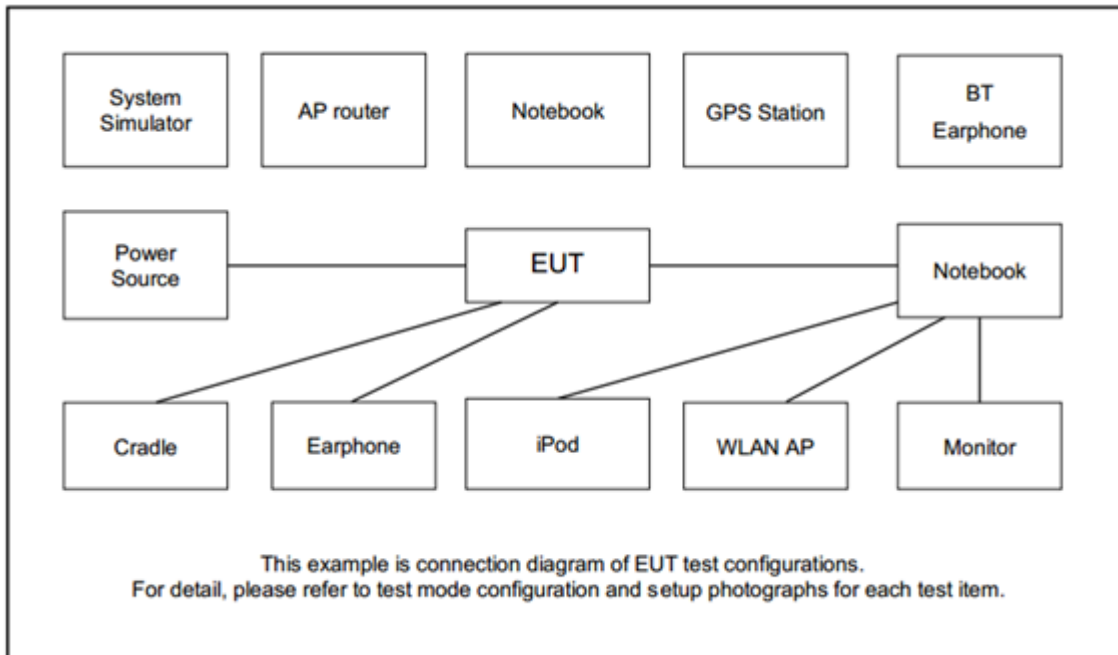 System
Simulator
AP router
Notebook
GPS Station
BT
Earphone
Power
Source
EUT
Notebook
Cradle
Earphone
iPod
WLAN AP
Monitor
This example is connection diagram of EUT test configurations.
For detail, please refer to test mode configuration and setup photographs for each test item.